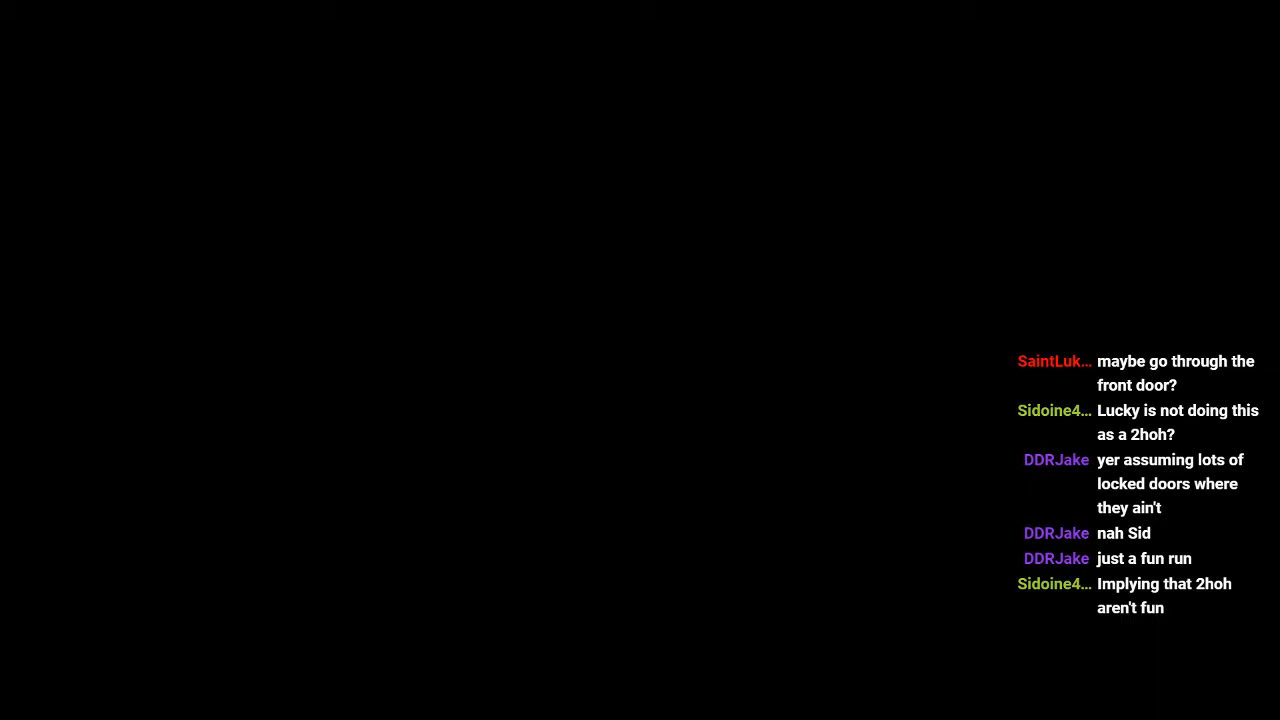 SaintLuk... maybe go through the
front door?
Sidoine4... Lucky is not doing this
as a 2hoh?
DDRJake yer assuming lots of
locked doors where
they ain't
DDRJake nah Sid
DDRJake just a fun run
Sidoine4... Implying that 2hoh
aren't fun